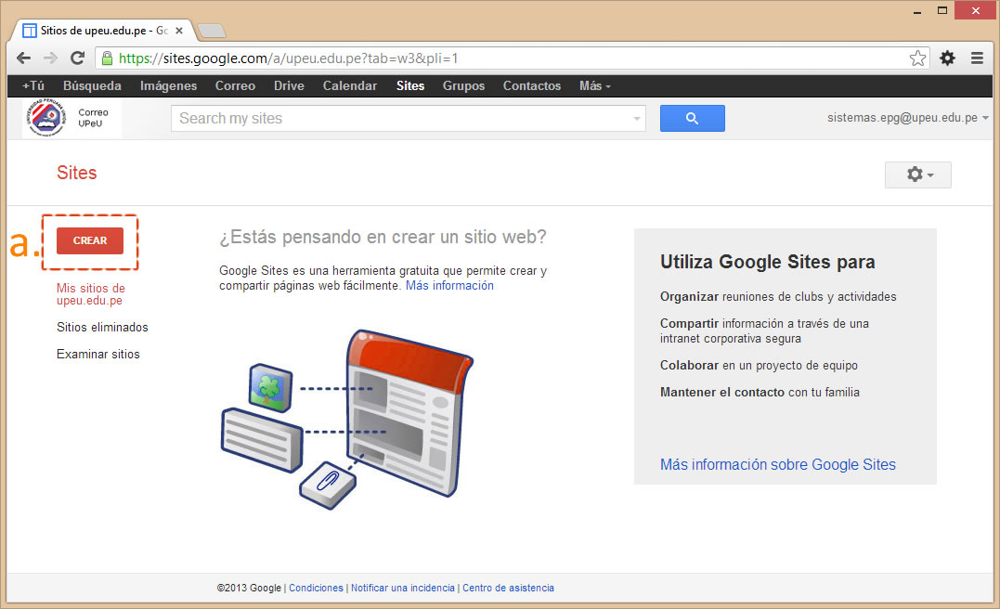 Sitios de upeu.edu.pe - Go
https://sites.google.com/a/upeu.edu.pe?tab=w3&pli=1
+Tú Búsqueda Imágenes Correo Drive Calendar Sites Grupos Contactos Más
UNIVERSIDAD PERUANA UNIÓN
Correo
UPeU
Search my sites
sistemas.epg@upeu.edu.pe
Sites
a.
CREAR
Mis sitios de
upeu.edu.pe
Sitios eliminados
Examinar sitios
¿Estás pensando en crear un sitio web?
Google Sites es una herramienta gratuita que permite crear y
compartir páginas web fácilmente. Más información
Utiliza Google Sites para
Organizar reuniones de clubs y actividades
Compartir información a través de una
intranet corporativa segura
Colaborar en un proyecto de equipo
Mantener el contacto con tu familia
Más información sobre Google Sites
©2013 Google | Condiciones | Notificar una incidencia | Centro de asistencia